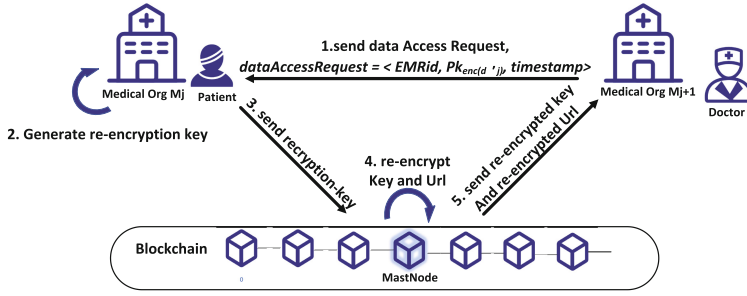 1.send data Access Request,
dataAccessRequest = < EMRid, Pkenc(d 'j), timestamp>
Medical Org Mj
Patient
Medical Org Mj+1
Doctor
2. Generate re-encryption key
3. send recryption-key
4. re-encrypt
Key and Url
5. send re-encrypted key
And re-encrypted Url
Blockchain
0
MastNode